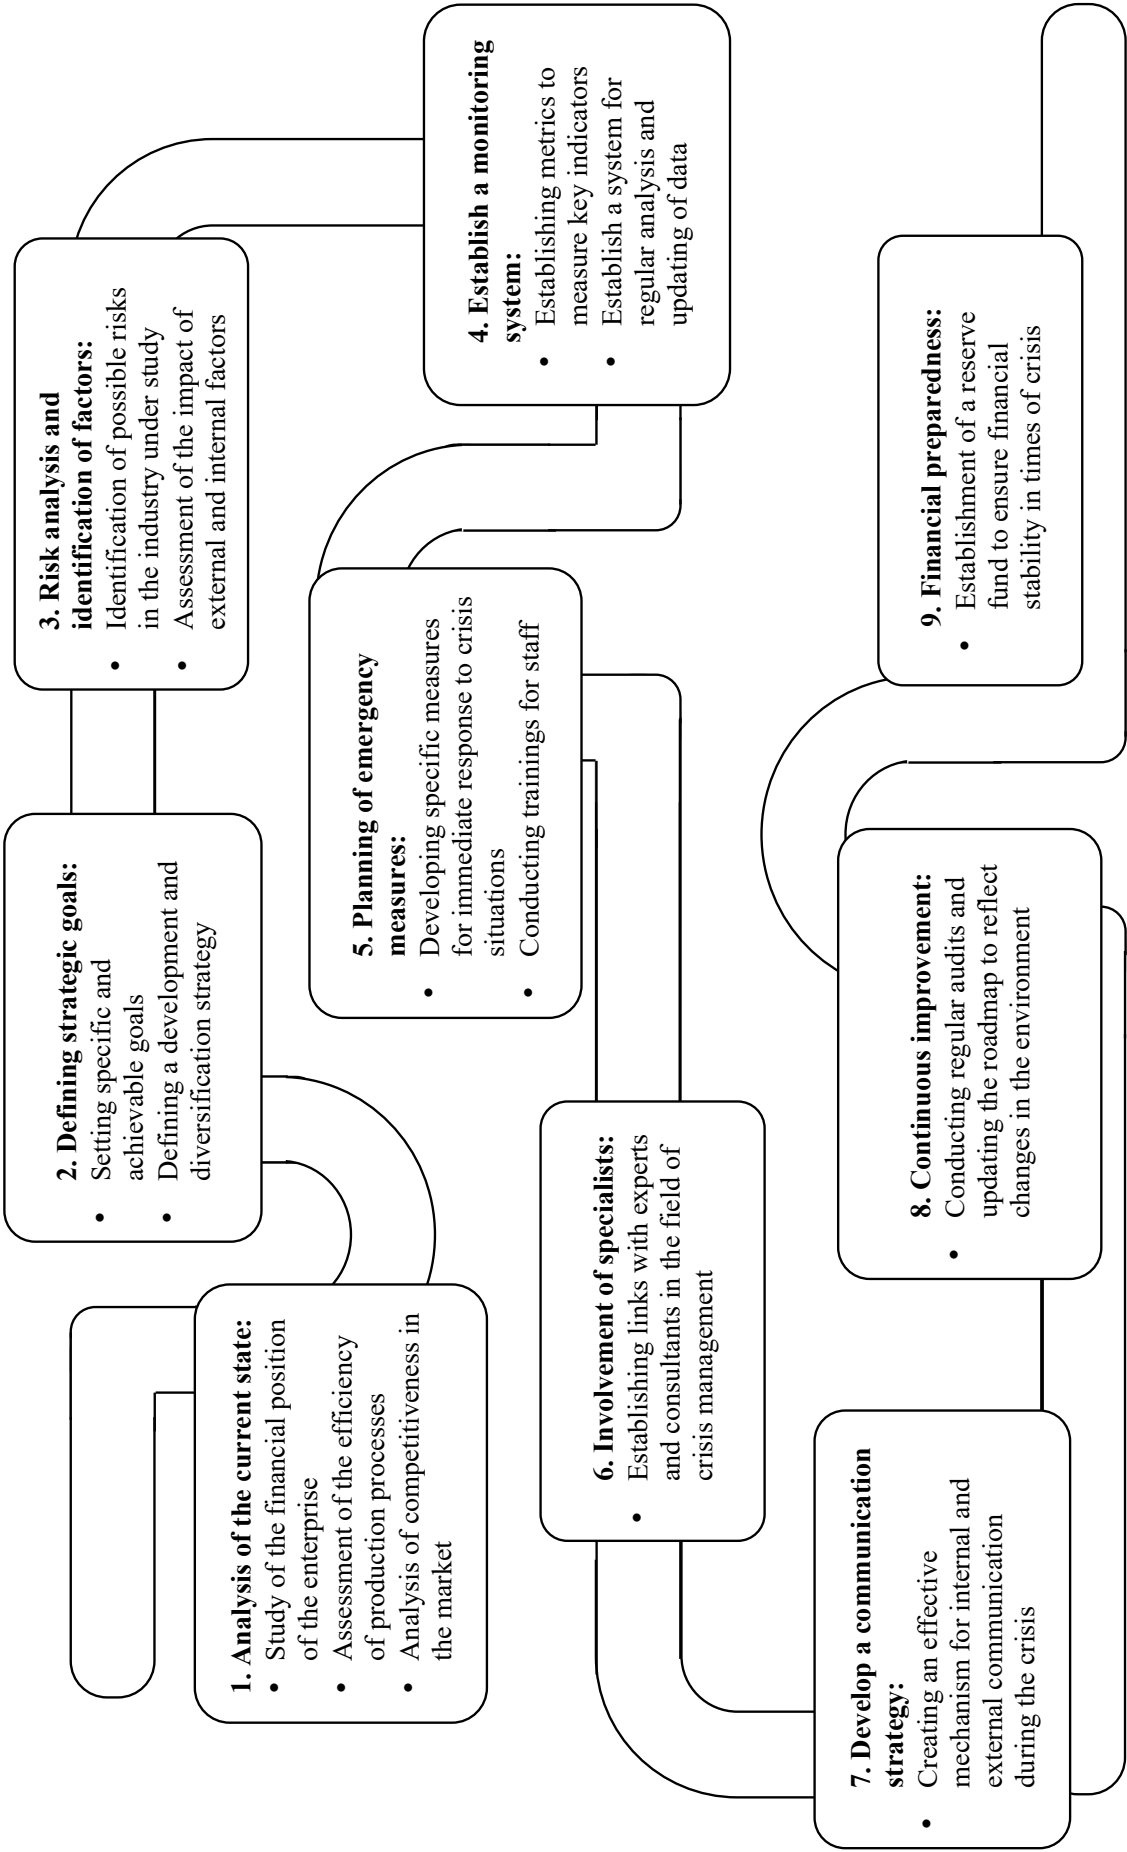 1. Analysis of the current state:
• Study of the financial position
of the enterprise
• Assessment of the efficiency
of production processes
• Analysis of competitiveness in
the market
2. Defining strategic goals:
• Setting specific and
achievable goals
• Defining a development and
diversification strategy
3. Risk analysis and
identification of factors:
• Identification of possible risks
in the industry under study
• Assessment of the impact of
external and internal factors
4. Establish a monitoring
system:
• Establishing metrics to
measure key indicators
• Establish a system for
regular analysis and
updating of data
5. Planning of emergency
measures:
• Developing specific measures
for immediate response to crisis
situations
• Conducting trainings for staff
6. Involvement of specialists:
• Establishing links with experts
and consultants in the field of
crisis management
7. Develop a communication
strategy:
• Creating an effective
mechanism for internal and
external communication
during the crisis
8. Continuous improvement:
• Conducting regular audits and
updating the roadmap to reflect
changes in the environment
9. Financial preparedness:
• Establishment of a reserve
fund to ensure financial
stability in times of crisis